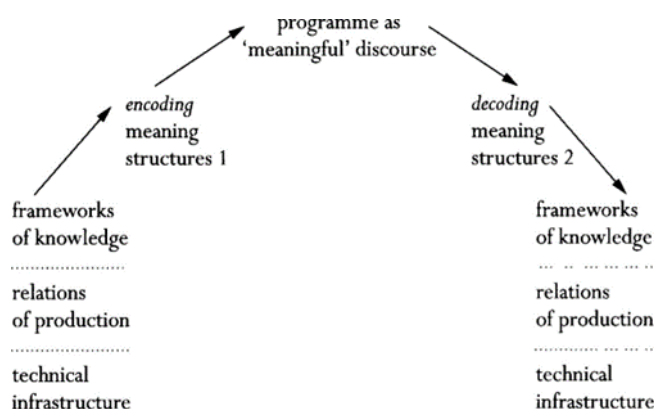 programme as
‘meaningful’ discourse
encoding
meaning
structures 1
decoding
meaning
structures 2
frameworks
of knowledge
relations
of production
technical
infrastructure
frameworks
of knowledge
relations
of production
technical
infrastructure